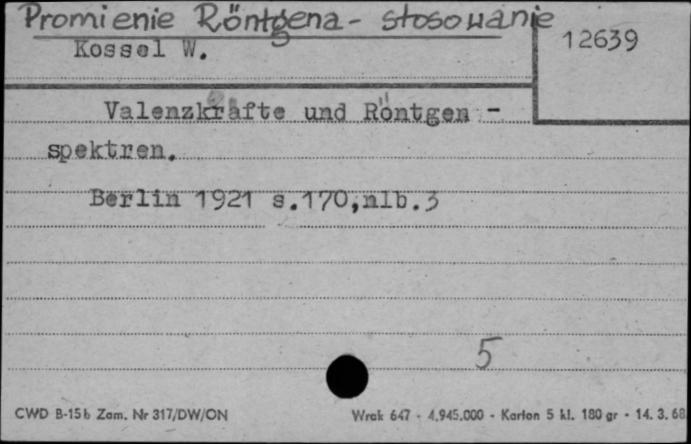 Promienie Röntgena - stosowanie
12639
Kossel W.
Valenzkräfte und Röntgen -
spektren.
Berlin 1921 s.170,nlb.3
5
CWD B-15b Zam. Nr 317/DW/ON
Wrak 647 - 4.945.000 - Karton 5 kl. 180 gr - 14. 3. 68